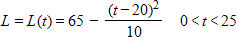 L = L(t) = 65 − (t−20)²/10   0 < t < 25